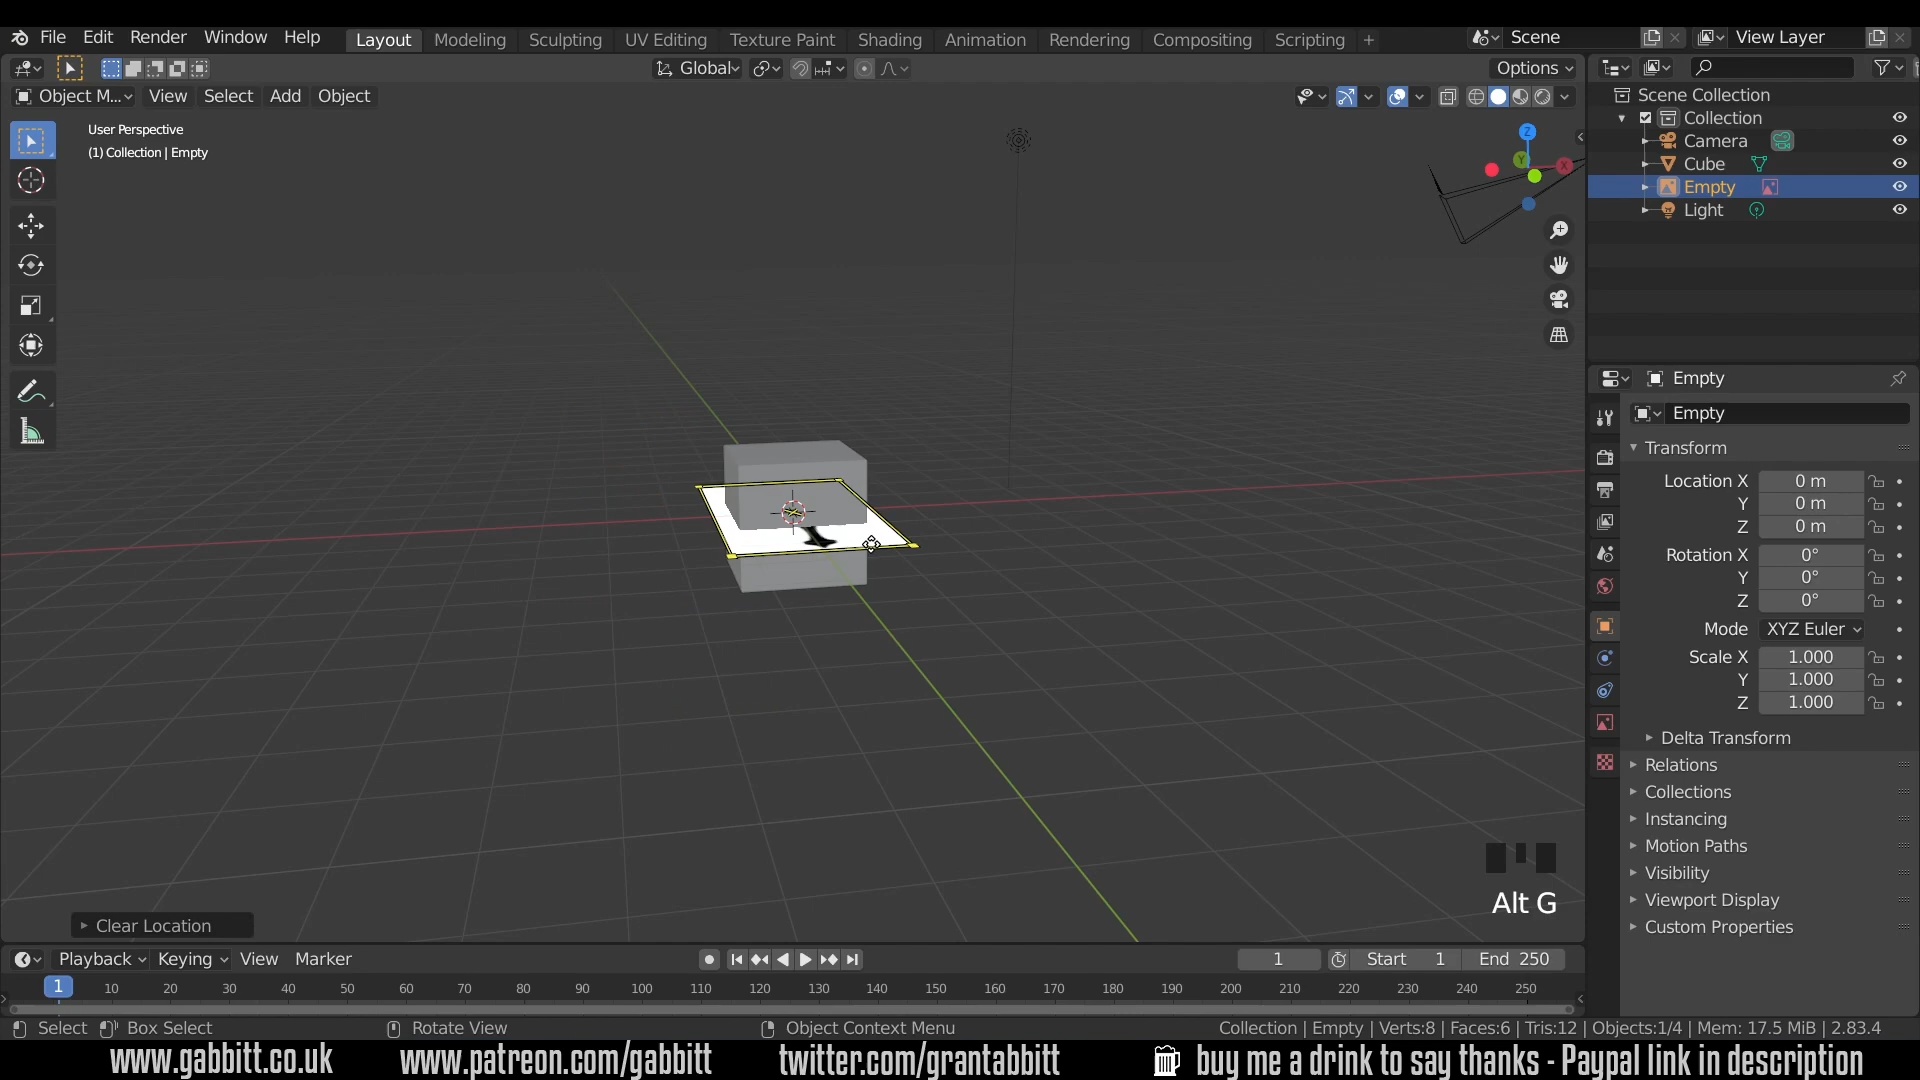 File Edit Render Window Help Layout Modeling Sculpting UV Editing Texture Paint Shading Animation Rendering Compositing Scripting + Scene View Layer
Global Options
Object M... View Select Add Object
User Perspective
(1) Collection | Empty
Z
Y
X
Scene Collection
Collection
Camera
Cube
Empty
Light
Empty
Empty
Transform
Location X 0 m
Y 0 m
Z 0 m
Rotation X 0°
Y 0°
Z 0°
Mode XYZ Euler
Scale X 1.000
Y 1.000
Z 1.000
Delta Transform
Relations
Collections
Instancing
Motion Paths
Visibility
Viewport Display
Custom Properties
Alt G
Clear Location
Playback Keying View Marker 1 Start 1 End 250
1 10 20 30 40 50 60 70 80 90 100 110 120 130 140 150 160 170 180 190 200 210 220 230 240 250
Select Box Select Rotate View Object Context Menu Collection | Empty | Verts:8 | Faces:6 | Tris:12 | Objects:1/4 | Mem: 17.5 MiB | 2.83.4
www.gabbitt.co.uk www.patreon.com/gabbitt twitter.com/grantabbitt buy me a drink to say thanks - Paypal link in description